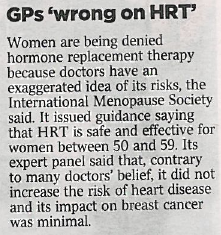 GPs ‘wrong on HRT’
Women are being denied
hormone replacement therapy
because doctors have an
exaggerated idea of its risks, the
International Menopause Society
said. It issued guidance saying
that HRT is safe and effective for
women between 50 and 59. Its
expert panel said that, contrary
to many doctors’ belief, it did not
increase the risk of heart disease
and its impact on breast cancer
was minimal.